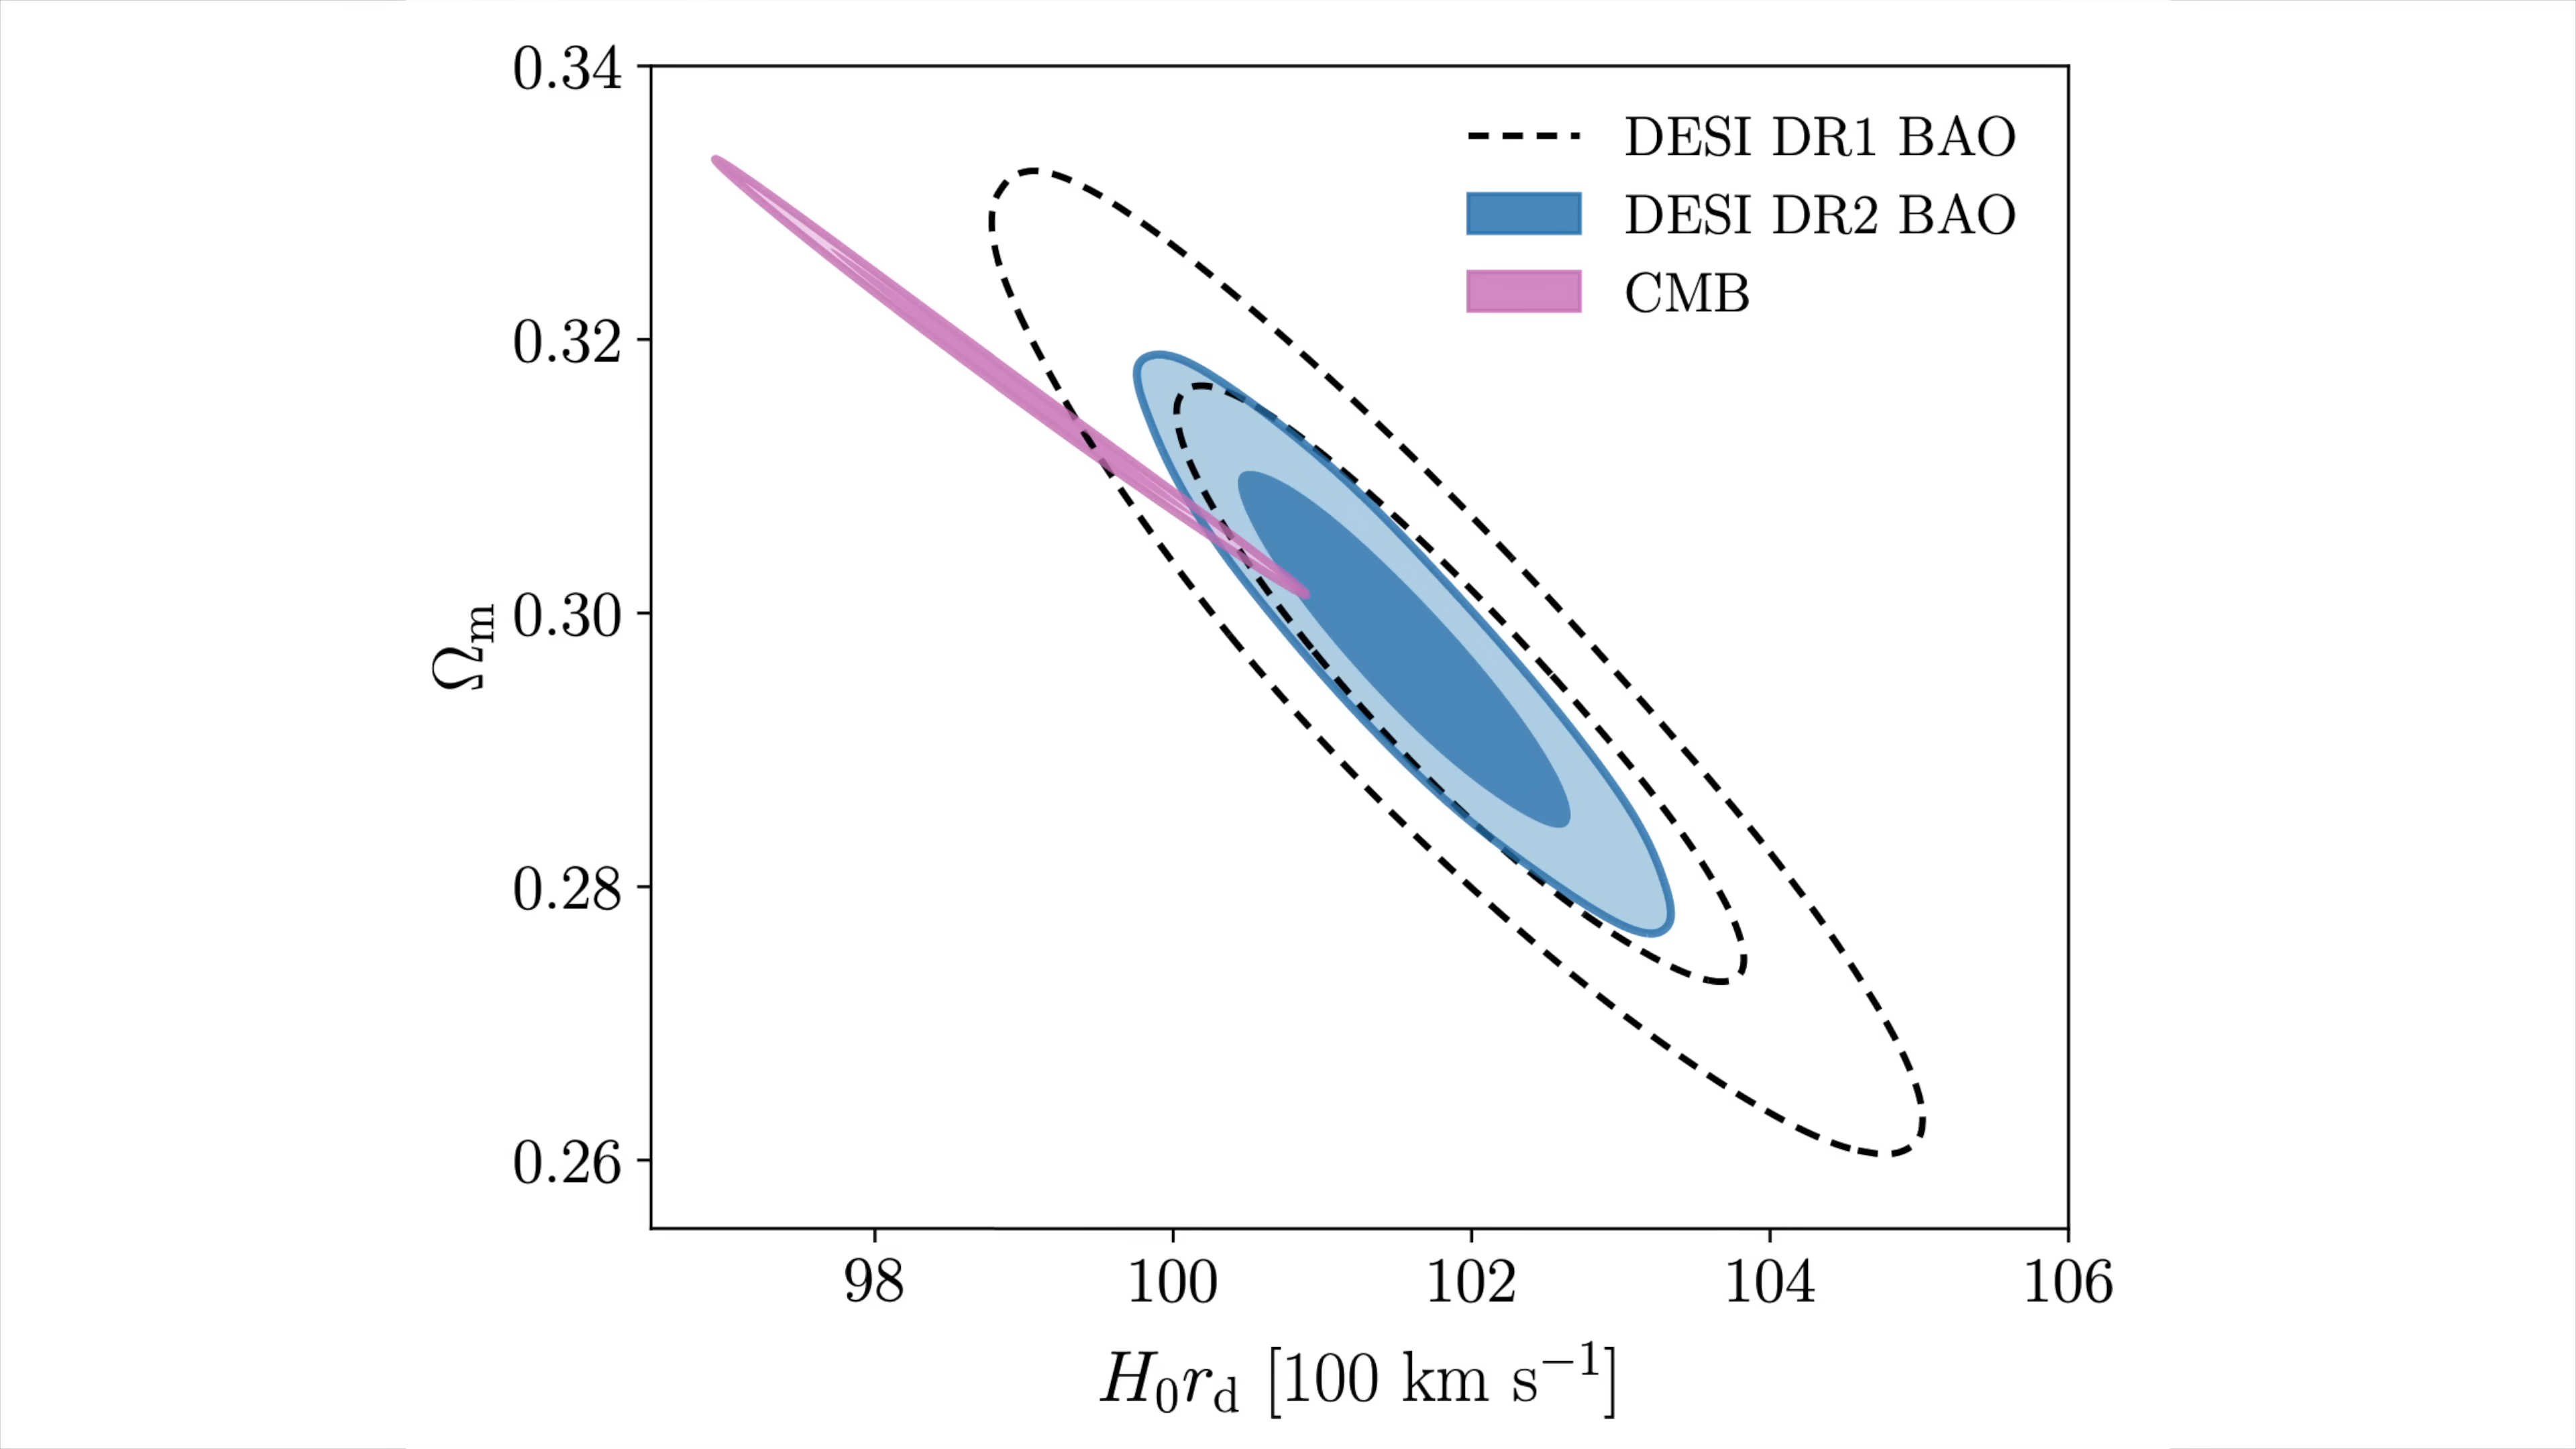 0.34
0.32
0.30
0.28
0.26
Ωₘ
DESI DR1 BAO
DESI DR2 BAO
CMB
98 100 102 104 106
H₀r_d [100 km s⁻¹]